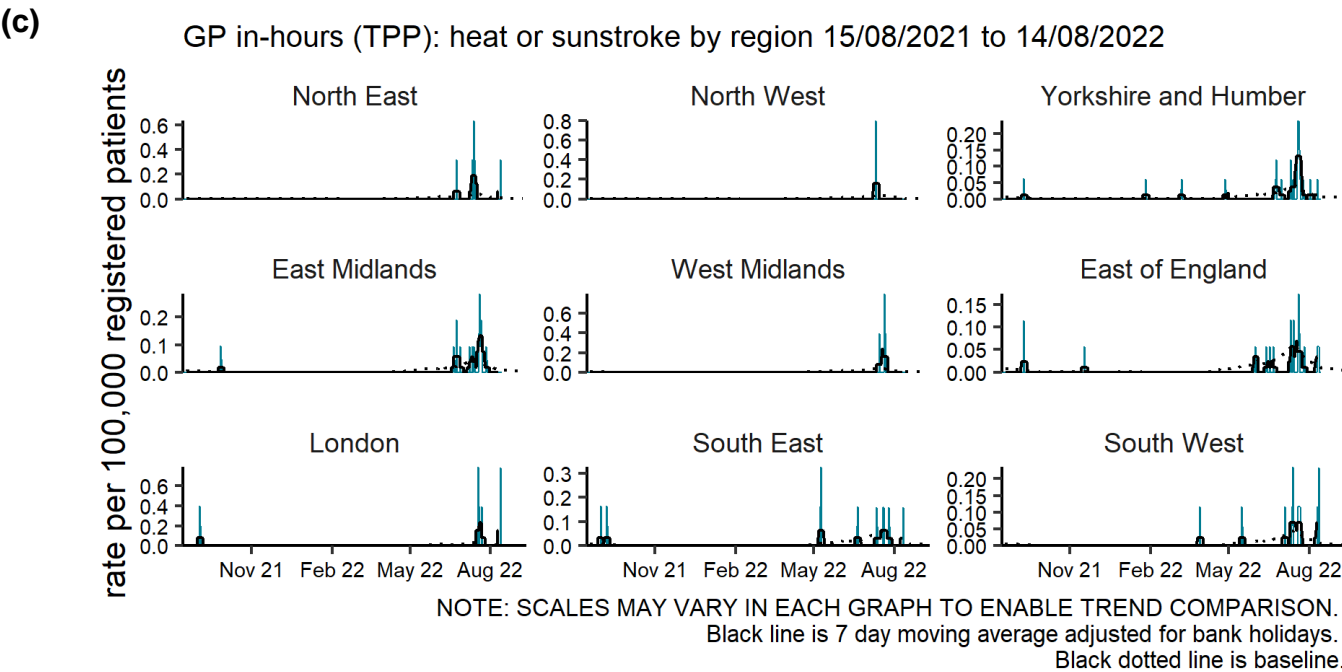 (c)
GP in-hours (TPP): heat or sunstroke by region 15/08/2021 to 14/08/2022
rate per 100,000 registered patients
North East
0.6
0.4
0.2
0.0
North West
0.8
0.6
0.4
0.2
0.0
Yorkshire and Humber
0.20
0.15
0.10
0.05
0.00
East Midlands
0.2
0.1
0.0
West Midlands
0.6
0.4
0.2
0.0
East of England
0.15
0.10
0.05
0.00
London
0.6
0.4
0.2
0.0
South East
0.3
0.2
0.1
0.0
South West
0.20
0.15
0.10
0.05
0.00
Nov 21 Feb 22 May 22 Aug 22
Nov 21 Feb 22 May 22 Aug 22
Nov 21 Feb 22 May 22 Aug 22
NOTE: SCALES MAY VARY IN EACH GRAPH TO ENABLE TREND COMPARISON.
Black line is 7 day moving average adjusted for bank holidays.
Black dotted line is baseline.